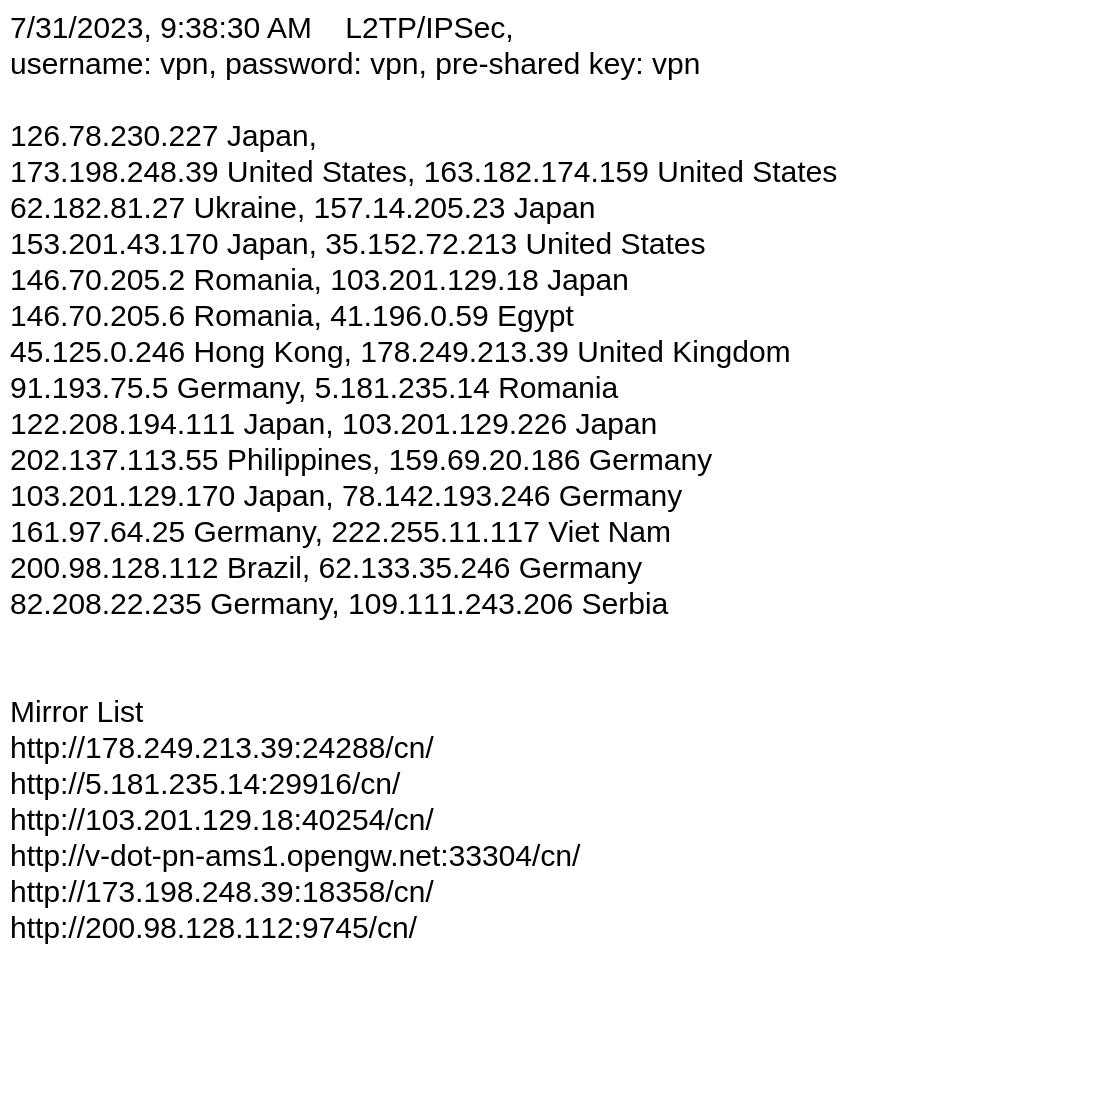 7/31/2023, 9:38:30 AM    L2TP/IPSec,
username: vpn, password: vpn, pre-shared key: vpn
126.78.230.227 Japan,
173.198.248.39 United States, 163.182.174.159 United States
62.182.81.27 Ukraine, 157.14.205.23 Japan
153.201.43.170 Japan, 35.152.72.213 United States
146.70.205.2 Romania, 103.201.129.18 Japan
146.70.205.6 Romania, 41.196.0.59 Egypt
45.125.0.246 Hong Kong, 178.249.213.39 United Kingdom
91.193.75.5 Germany, 5.181.235.14 Romania
122.208.194.111 Japan, 103.201.129.226 Japan
202.137.113.55 Philippines, 159.69.20.186 Germany
103.201.129.170 Japan, 78.142.193.246 Germany
161.97.64.25 Germany, 222.255.11.117 Viet Nam
200.98.128.112 Brazil, 62.133.35.246 Germany
82.208.22.235 Germany, 109.111.243.206 Serbia
Mirror List
http://178.249.213.39:24288/cn/
http://5.181.235.14:29916/cn/
http://103.201.129.18:40254/cn/
http://v-dot-pn-ams1.opengw.net:33304/cn/
http://173.198.248.39:18358/cn/
http://200.98.128.112:9745/cn/